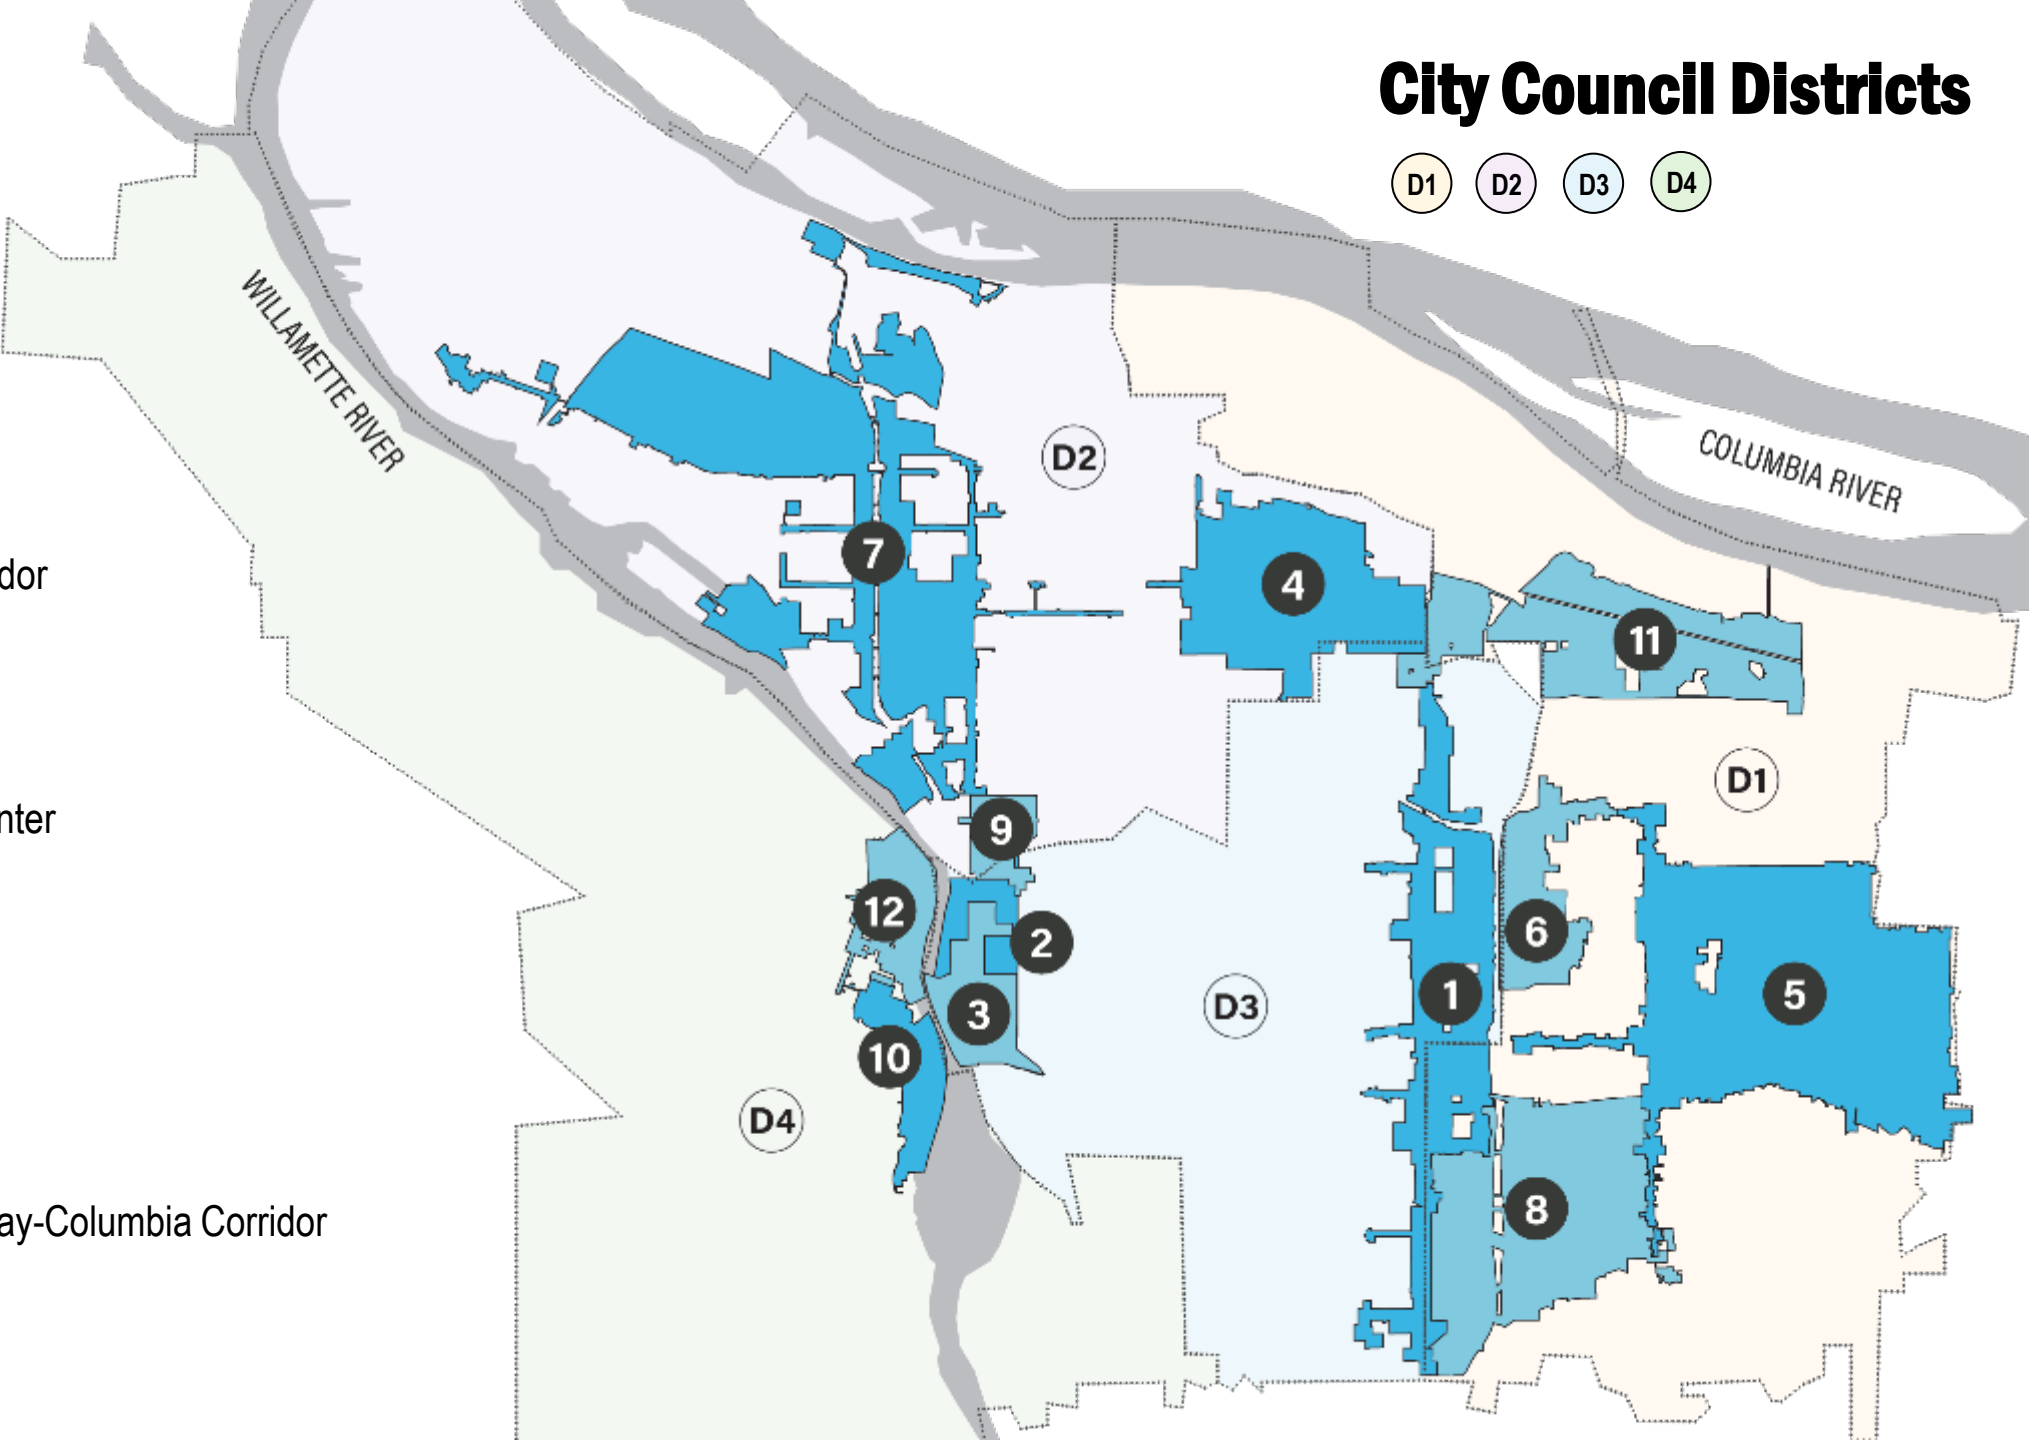 City Council Districts
D1 D2 D3 D4
WILLAMETTE RIVER
COLUMBIA RIVER
D2
7
4
dor
11
D1
nter
9
12
2
6
1
5
3
D3
10
D4
8
ay-Columbia Corridor